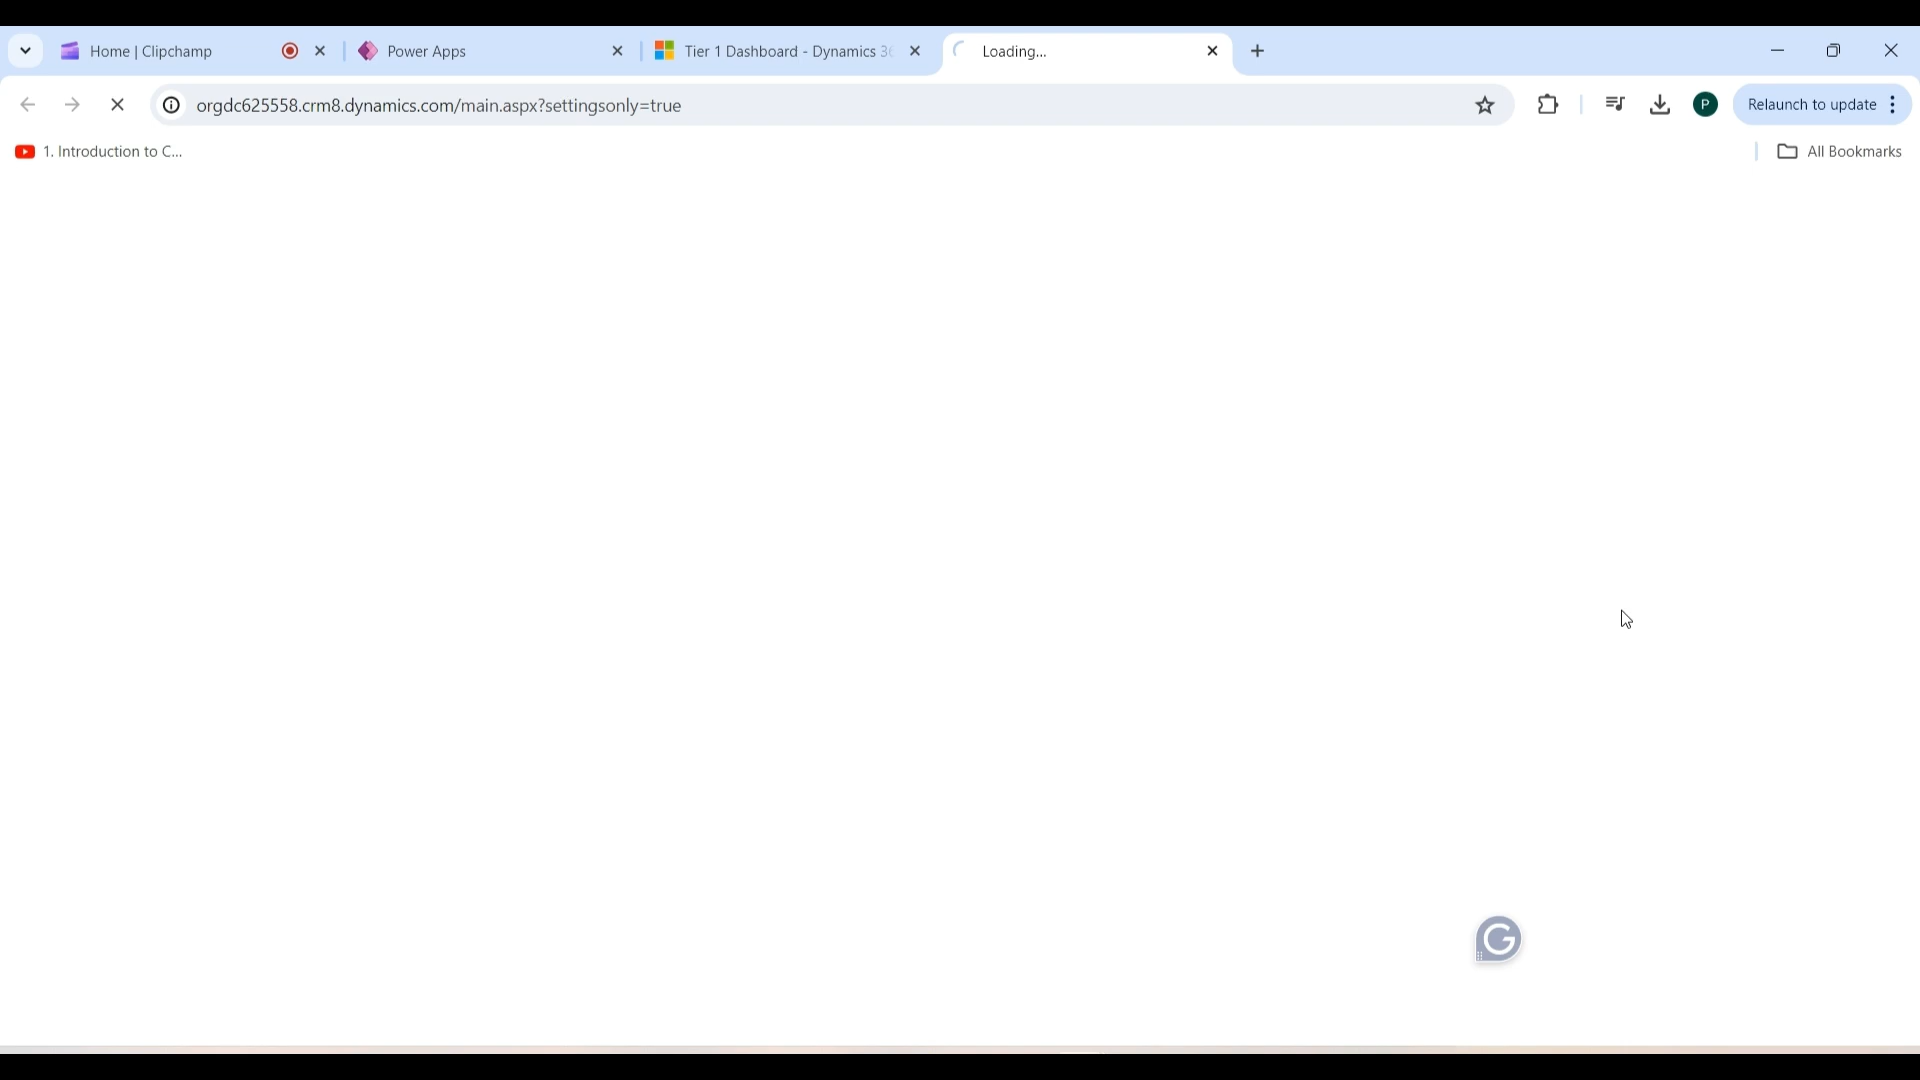 Home | Clipchamp
Power Apps
Tier 1 Dashboard - Dynamics 36
Loading...
orgdc625558.crm8.dynamics.com/main.aspx?settingsonly=true
P
Relaunch to update
1. Introduction to C...
All Bookmarks